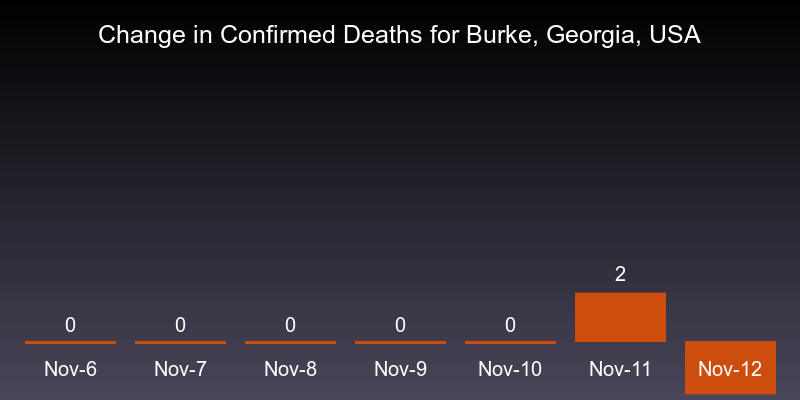 Change in Confirmed Deaths for Burke, Georgia, USA
2
0 0 0 0 0
Nov-6 Nov-7 Nov-8 Nov-9 Nov-10 Nov-11 Nov-12